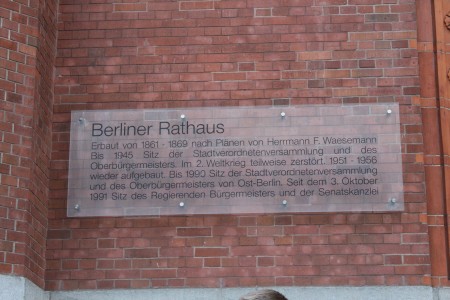 Berliner Rathaus
Erbaut von 1861 - 1869 nach Plänen von Herrmann F. Waesemann
Bis 1945 Sitz der Stadtverordnetenversammlung und des
Oberbürgermeisters. Im 2. Weltkrieg teilweise zerstört. 1951 - 1956
wieder aufgebaut. Bis 1990 Sitz der Stadtverordnetenversammlung
und des Oberbürgermeisters von Ost-Berlin. Seit dem 3. Oktober
1991 Sitz des Regierenden Bürgermeisters und der Senatskanzlei